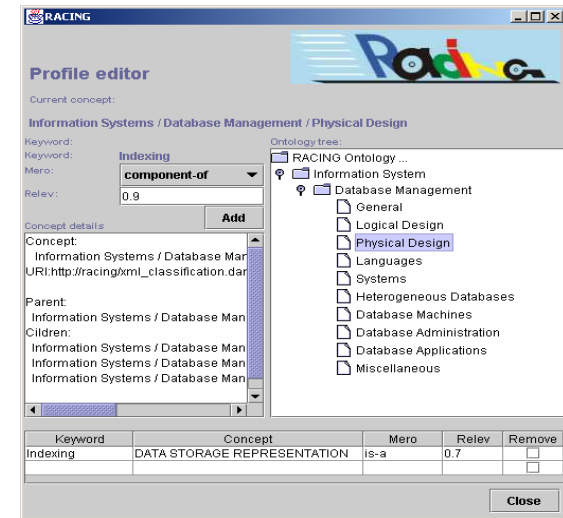 RACING
Racing
Profile editor
Current concept:
Information Systems / Database Management / Physical Design
Keyword:
Keyword: Indexing
Mero: component-of
Relev: 0.9
Add
Concept details
Concept:
Information Systems / Database Mar
URI:http://racing/xml_classification.dar
Parent:
Information Systems / Database Man
Cildren:
Information Systems / Database Man
Information Systems / Database Man
Information Systems / Database Man
Ontology tree:
RACING Ontology ...
Information System
Database Management
General
Logical Design
Physical Design
Languages
Systems
Heterogeneous Databases
Database Machines
Database Administration
Database Applications
Miscellaneous
Keyword Concept Mero Relev Remove
Indexing DATA STORAGE REPRESENTATION is-a 0.7
Close